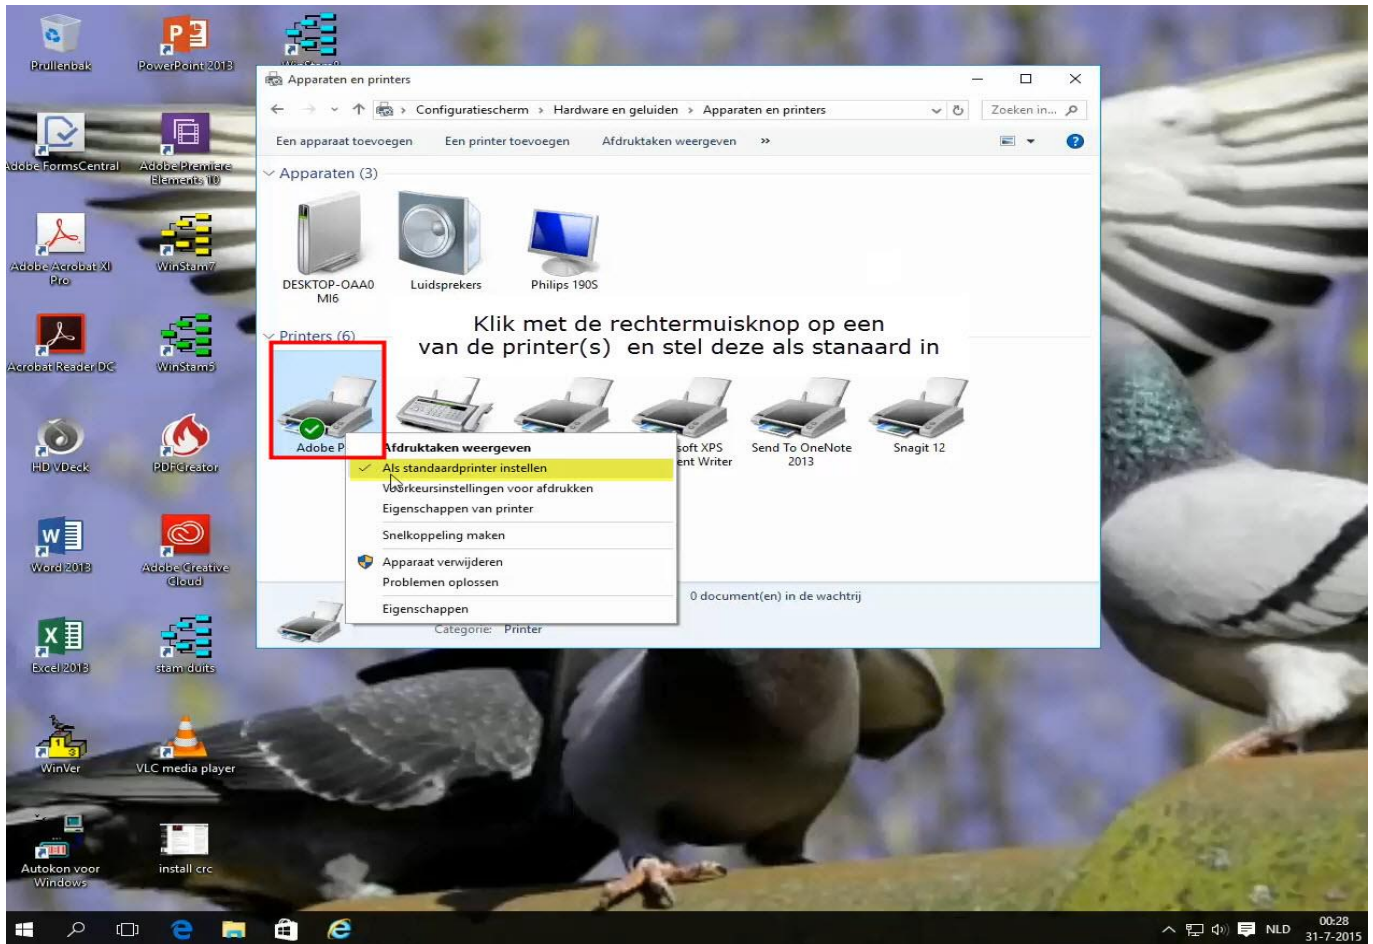 Prullenbak
PowerPoint 2013
Adobe FormsCentral
Adobe Premiere
Elements 10
Adobe Acrobat XI
Pro
WinStam7
Acrobat Reader DC
WinStam5
HD VDeck
PDFCreator
Word 2013
Adobe Creative
Cloud
Excel 2013
stam duits
WinVer
VLC media player
Autokon voor
Windows
install crc
Apparaten en printers
Configuratiescherm > Hardware en geluiden > Apparaten en printers
Zoeken in...
Een apparaat toevoegen
Een printer toevoegen
Afdruktaken weergeven
»
Apparaten (3)
DESKTOP-OAA0
MI6
Luidsprekers
Philips 190S
Klik met de rechtermuisknop op een
van de printer(s) en stel deze als stanaard in
Printers (6)
Adobe P
soft XPS
ent Writer
Send To OneNote
2013
Snagit 12
Afdruktaken weergeven
Als standaardprinter instellen
Voorkeursinstellingen voor afdrukken
Eigenschappen van printer
Snelkoppeling maken
Apparaat verwijderen
Problemen oplossen
Eigenschappen
0 document(en) in de wachtrij
Categorie: Printer
NLD
00:28
31-7-2015